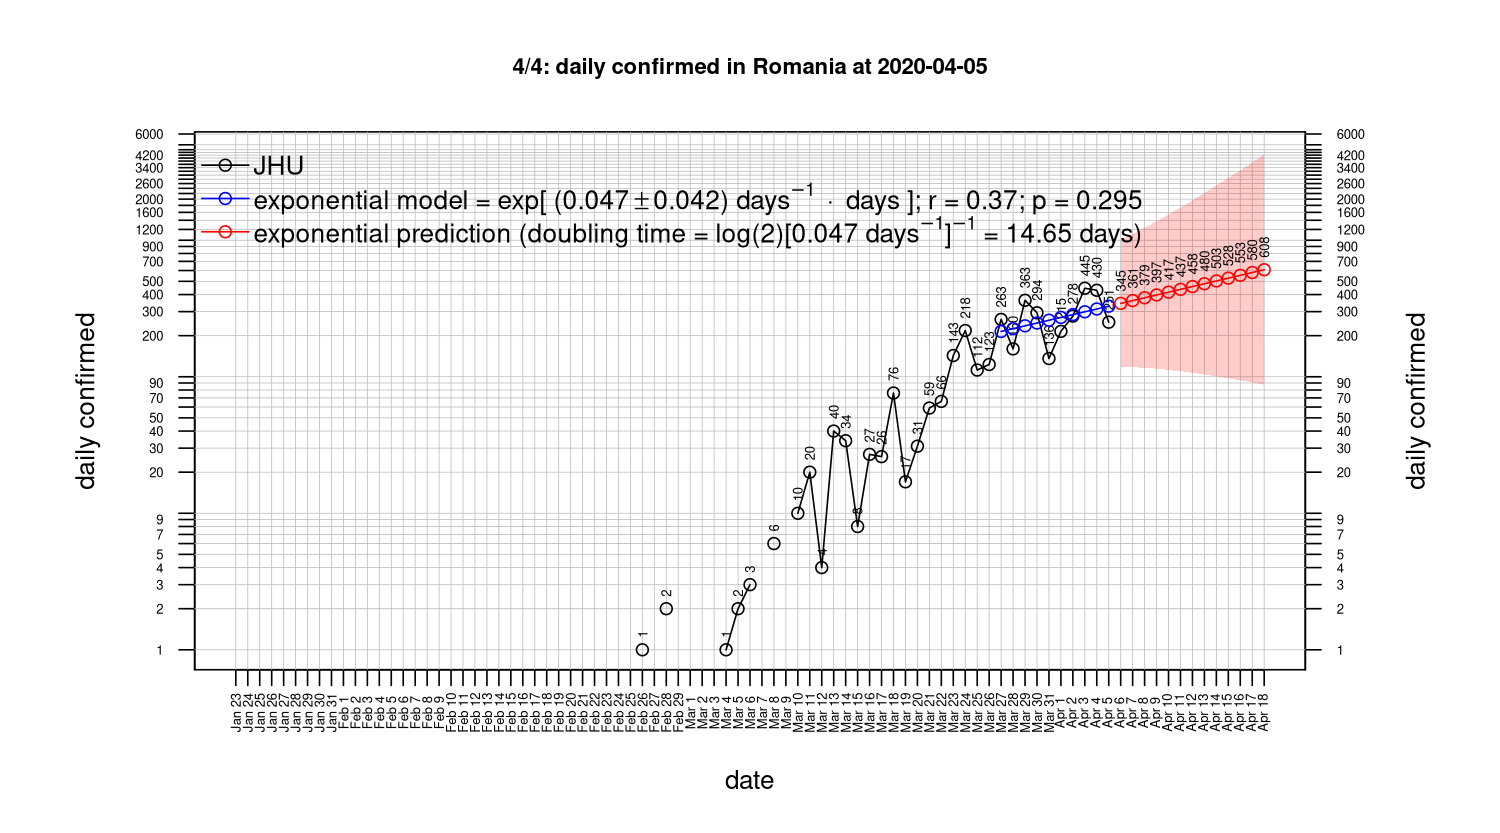 4/4: daily confirmed in Romania at 2020-04-05
JHU
exponential model = exp[ (0.047±0.042) days⁻¹ · days ]; r = 0.37; p = 0.295
exponential prediction (doubling time = log(2)[0.047 days⁻¹]⁻¹ = 14.65 days)
daily confirmed
6000
4200
3400
2600
2000
1600
1200
900
700
500
400
300
200
90
70
50
40
30
20
9
7
5
4
3
2
1
1
2
1
2
3
6
10
20
4
40
34
8
27
26
76
17
31
59
66
143
218
112
123
263
363
294
278
445
430
345
361
379
397
417
437
458
480
503
528
553
580
608
6000
4200
3400
2600
2000
1600
1200
900
700
500
400
300
200
90
70
50
40
30
20
9
7
5
4
3
2
1
daily confirmed
Jan 23
Jan 24
Jan 25
Jan 26
Jan 27
Jan 28
Jan 29
Jan 30
Jan 31
Feb 1
Feb 2
Feb 3
Feb 4
Feb 5
Feb 6
Feb 7
Feb 8
Feb 9
Feb 10
Feb 11
Feb 12
Feb 13
Feb 14
Feb 15
Feb 16
Feb 17
Feb 18
Feb 19
Feb 20
Feb 21
Feb 22
Feb 23
Feb 24
Feb 25
Feb 26
Feb 27
Feb 28
Feb 29
Mar 1
Mar 2
Mar 3
Mar 4
Mar 5
Mar 6
Mar 7
Mar 8
Mar 9
Mar 10
Mar 11
Mar 12
Mar 13
Mar 14
Mar 15
Mar 16
Mar 17
Mar 18
Mar 19
Mar 20
Mar 21
Mar 22
Mar 23
Mar 24
Mar 25
Mar 26
Mar 27
Mar 28
Mar 29
Mar 30
Mar 31
Apr 1
Apr 2
Apr 3
Apr 4
Apr 5
Apr 6
Apr 7
Apr 8
Apr 9
Apr 10
Apr 11
Apr 12
Apr 13
Apr 14
Apr 15
Apr 16
Apr 17
Apr 18
date